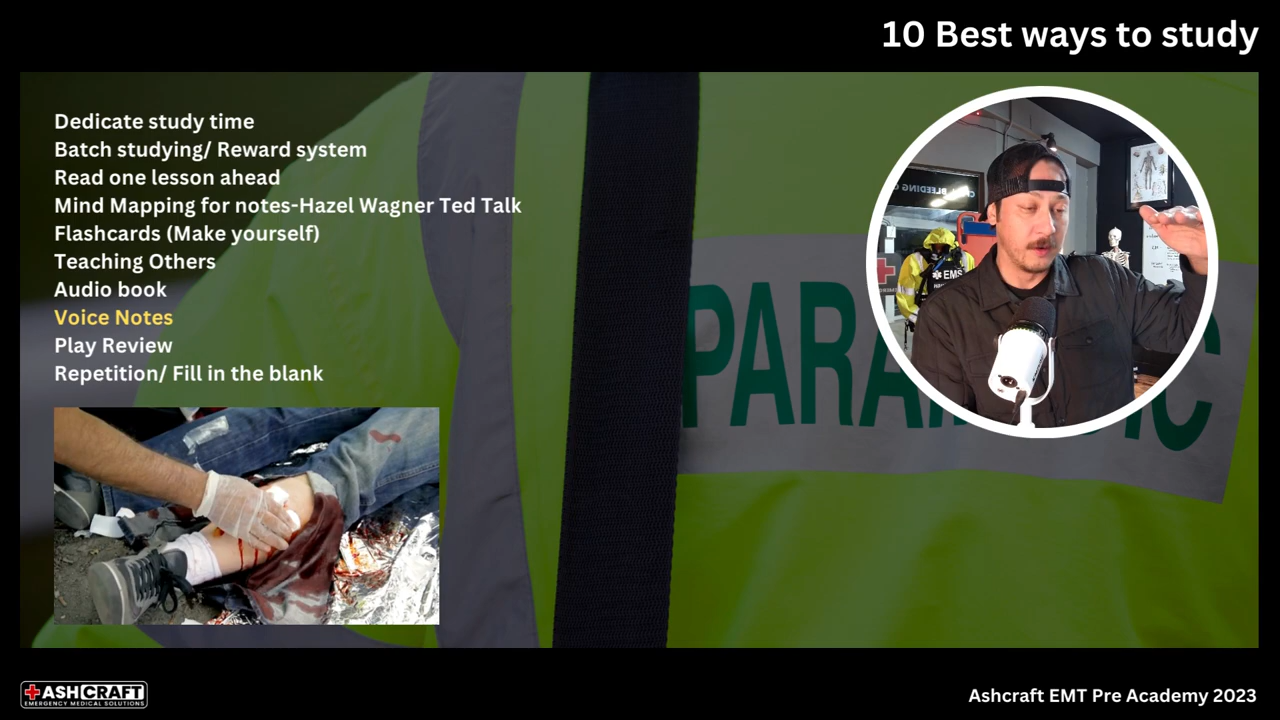 10 Best ways to study
Dedicate study time
Batch studying/ Reward system
Read one lesson ahead
Mind Mapping for notes-Hazel Wagner Ted Talk
Flashcards (Make yourself)
Teaching Others
Audio book
Voice Notes
Play Review
Repetition/ Fill in the blank
EMS
ASHCRAFT
EMERGENCY MEDICAL SOLUTIONS
Ashcraft EMT Pre Academy 2023